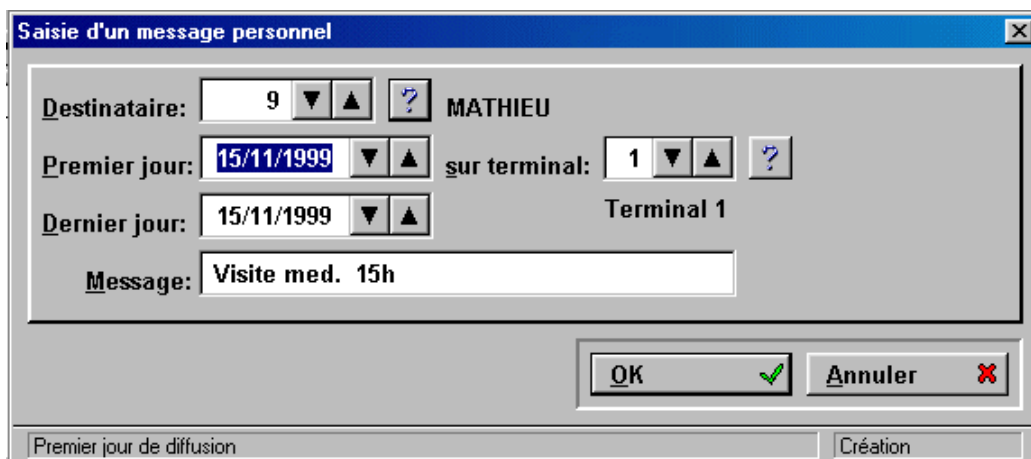 Saisie d'un message personnel
Destinataire: 9 ? MATHIEU
Premier jour: 15/11/1999 sur terminal: 1 ?
Dernier jour: 15/11/1999 Terminal 1
Message: Visite med. 15h
OK Annuler
Premier jour de diffusion Création